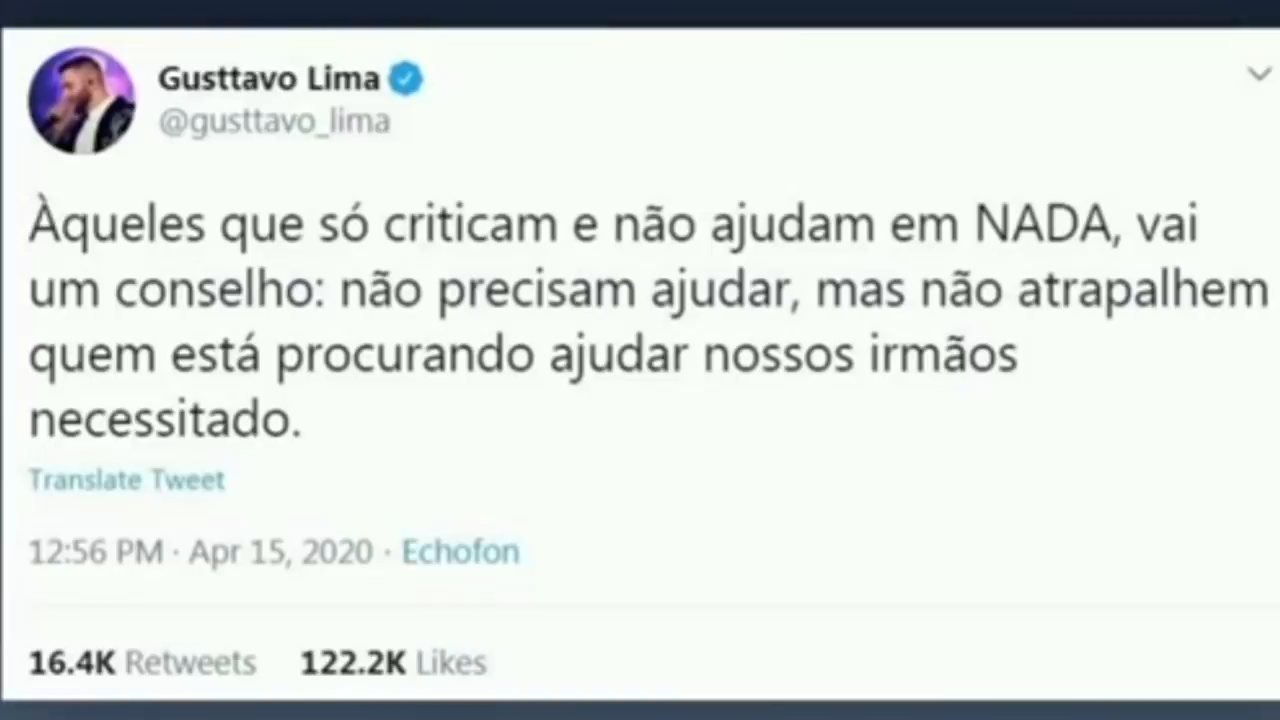 Gusttavo Lima
@gusttavo_lima
Àqueles que só criticam e não ajudam em NADA, vai
um conselho: não precisam ajudar, mas não atrapalhem
quem está procurando ajudar nossos irmãos
necessitado.
Translate Tweet
12:56 PM · Apr 15, 2020 · Echofon
16.4K Retweets 122.2K Likes